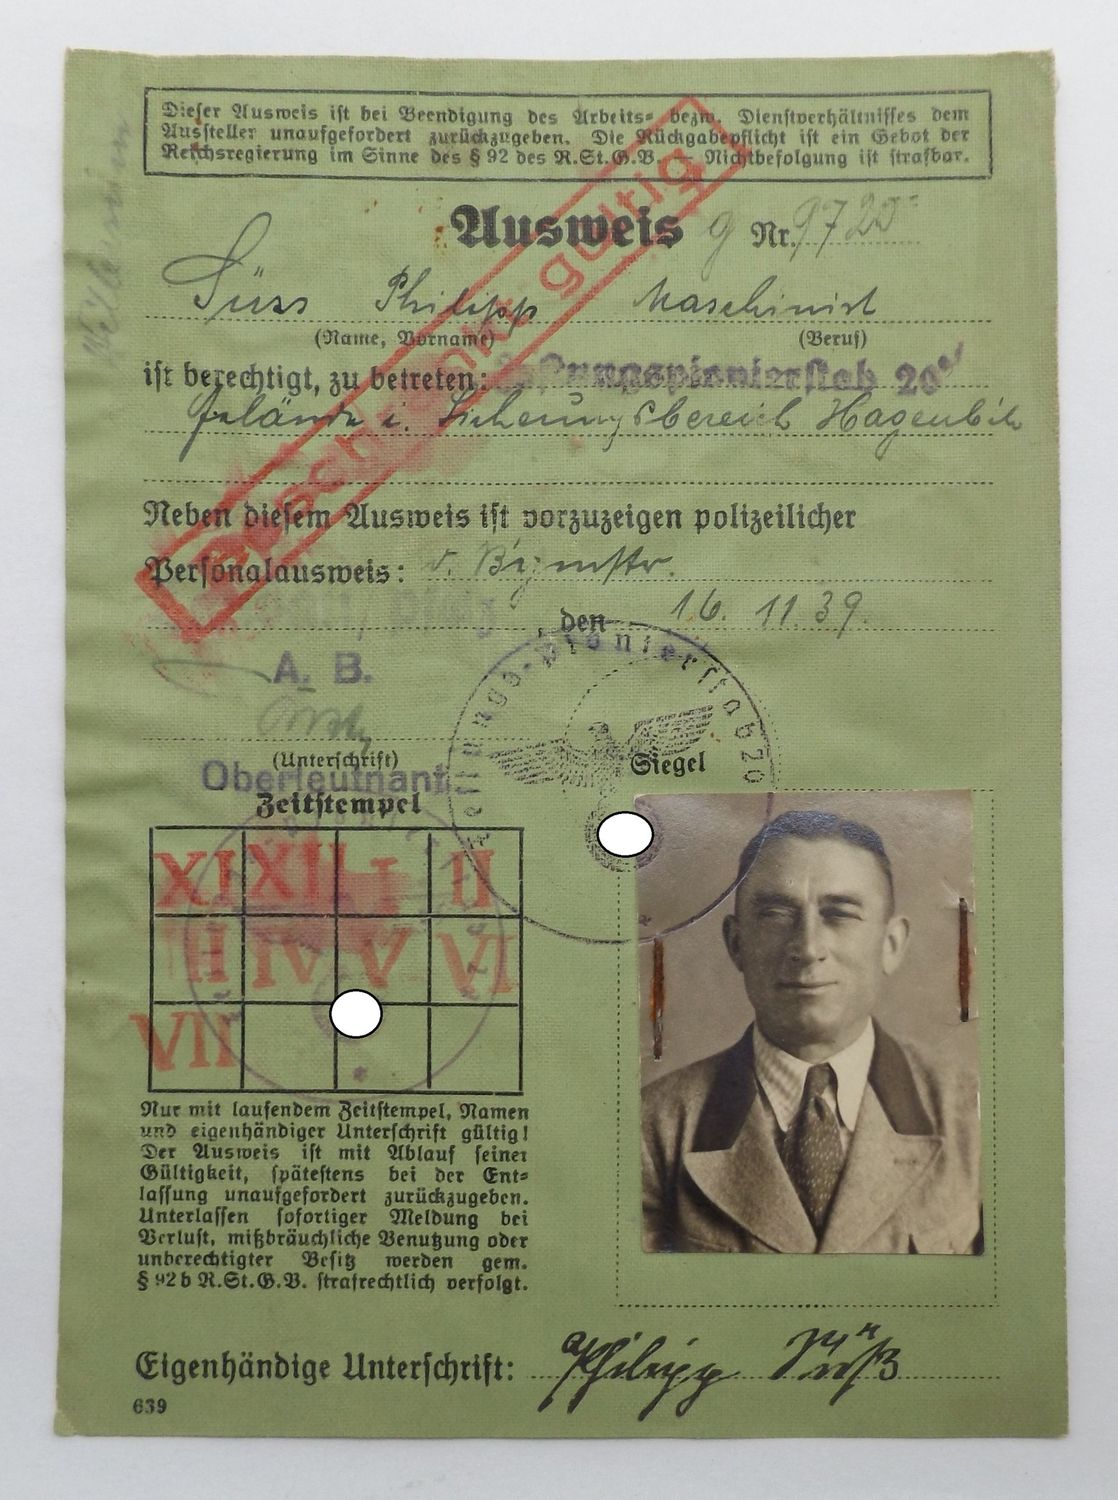 Dieser Ausweis ist bei Beendigung des Arbeits- bezw. Dienstverhältnisses dem
Aussteller unaufgefordert zurückzugeben. Die Rückgabepflicht ist ein Gebot der
Reichsregierung im Sinne des § 92 des R.St.G.B. — Nichtbefolgung ist strafbar.
Ausweis g Nr. 9720
Süss Philipp Maschinist
(Name, Vorname) (Beruf)
Beschränkt gültig
ist berechtigt, zu betreten: Festungspionierstab 20
Gelände i. Sicherungsbereich Hagenbüch
Neben diesem Ausweis ist vorzuzeigen polizeilicher
Personalausweis: v. Bürgermstr.
, den 16. 11. 39.
A. B.
(Unterschrift)
Oberleutnant
Festungs-Pionierstab 20
Siegel
Zeitstempel
XI XII I II
III IV V VI
VII
Nur mit laufendem Zeitstempel, Namen
und eigenhändiger Unterschrift gültig!
Der Ausweis ist mit Ablauf seiner
Gültigkeit, spätestens bei der Ent-
lassung unaufgefordert zurückzugeben.
Unterlassen sofortiger Meldung bei
Verlust, mißbräuchliche Benutzung oder
unberechtigter Besitz werden gem.
§ 92 b R.St.G.B. strafrechtlich verfolgt.
Eigenhändige Unterschrift: Philipp Süß
639